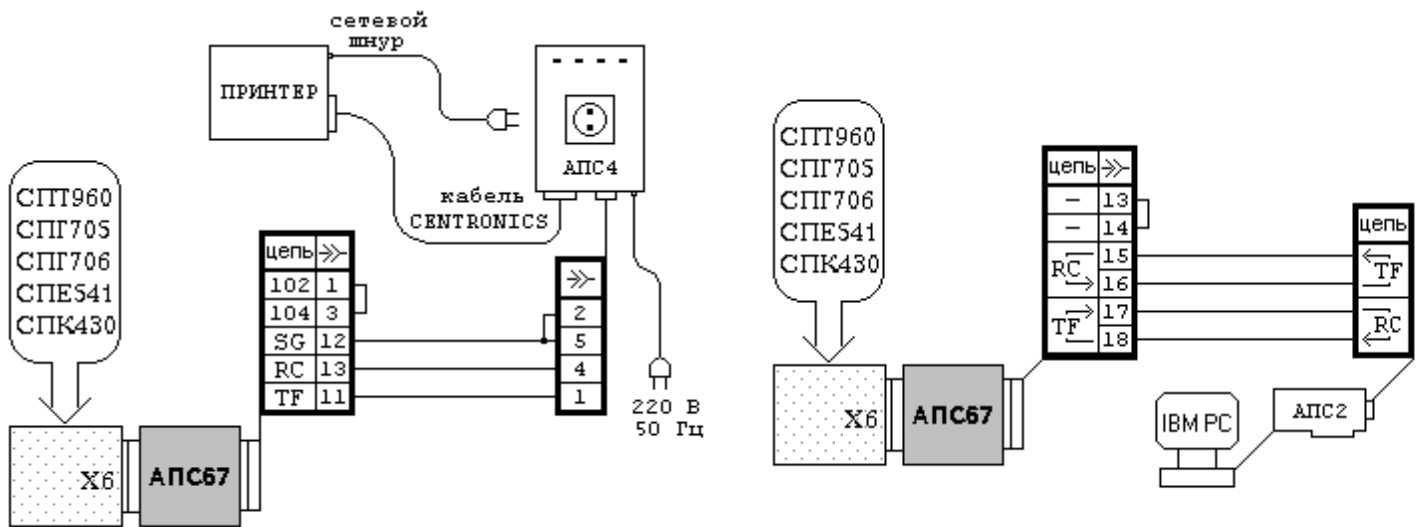 сетевой
шнур
ПРИНТЕР
АПС4
кабель
CENTRONICS
СПТ960
СПГ705
СПГ706
СПЕ541
СПК430
цепь
102 1
104 3
SG 12
RC 13
TF 11
2
5
4
1
220 В
50 Гц
X6
АПС67
СПТ960
СПГ705
СПГ706
СПЕ541
СПК430
цепь
– 13
– 14
RC 15
16
TF 17
18
цепь
TF
RC
X6
АПС67
IBM PC
АПС2